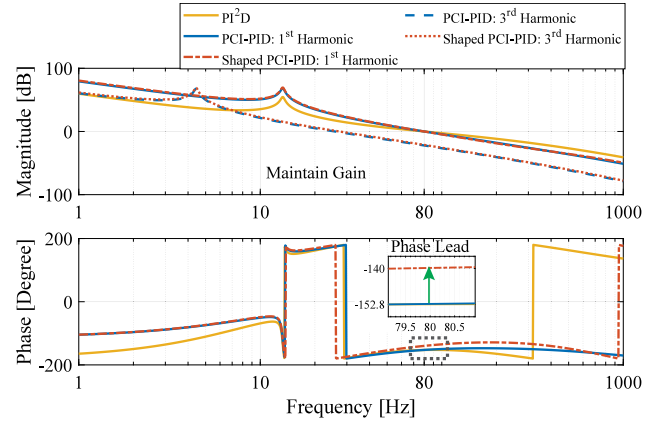 PI²D
PCI-PID: 1ˢᵗ Harmonic
Shaped PCI-PID: 1ˢᵗ Harmonic
PCI-PID: 3ʳᵈ Harmonic
Shaped PCI-PID: 3ʳᵈ Harmonic
Magnitude [dB]
100
0
-100
Maintain Gain
1
10
80
1000
Phase [Degree]
200
0
-200
Phase Lead
-140
-152.8
79.5
80
80.5
1
10
80
1000
Frequency [Hz]